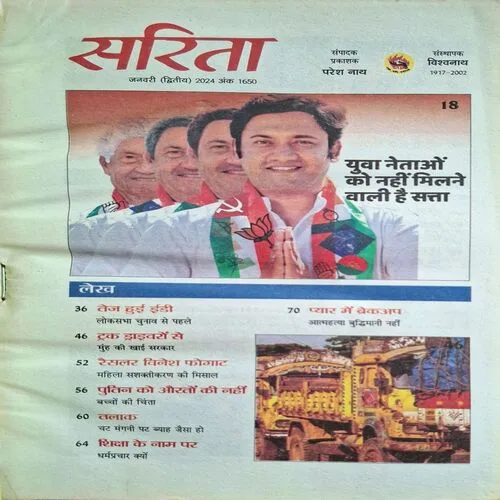 सरिता
जनवरी (द्वितीय) 2024 अंक 1650
संपादक
प्रकाशक
परेश नाथ
संस्थापक
विश्वनाथ
1917-2002
18
युवा नेताओं
को नहीं मिलने
वाली है सत्ता
लेख
36 तेज हुई ईडी
लोकसभा चुनाव से पहले
46 ट्रक ड्राइवरों से
मुंह की खाई सरकार
52 रैसलर विनेश फोगाट
महिला सशक्तीकरण की मिसाल
56 पुतिन को औरतों की नहीं
बच्चों की चिंता
60 तलाक
चट मंगनी पट ब्याह जैसा हो
64 शिक्षा के नाम पर
धर्मप्रचार क्यों
70 प्यार में ब्रेकअप
आत्महत्या बुद्धिमानी नहीं
46